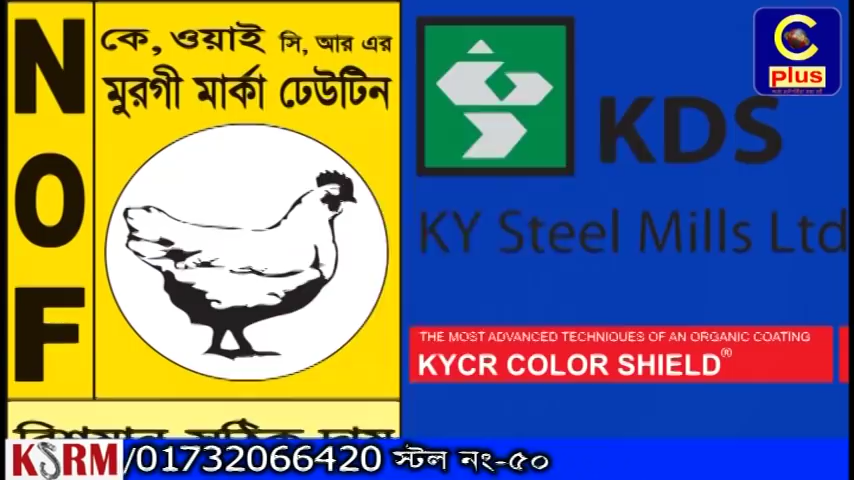 NOF
কে, ওয়াই সি, আর এর
মুরগী মার্কা ঢেউটিন
KDS
KY Steel Mills Ltd
THE MOST ADVANCED TECHNIQUES OF AN ORGANIC COATING
KYCR COLOR SHIELD
C plus
KSRM
/01732066420 স্টল নং-৫০